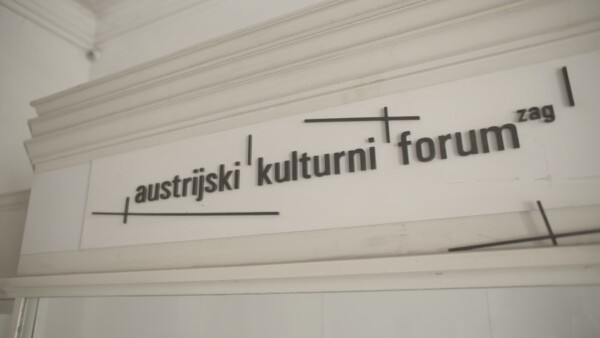 austrijski kulturni forum zag